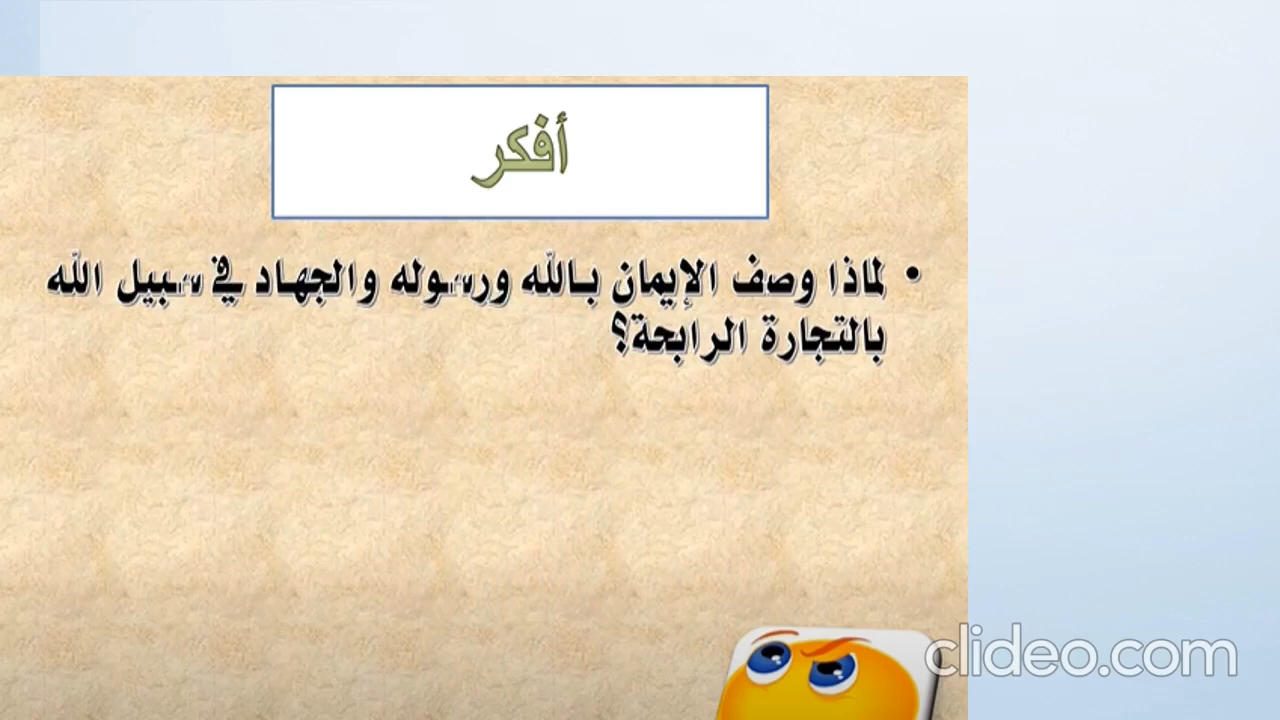 أفكر
• لماذا وصف الإيمان بالله ورسوله والجهاد في سبيل الله
بالتجارة الرابحة؟
clideo.com